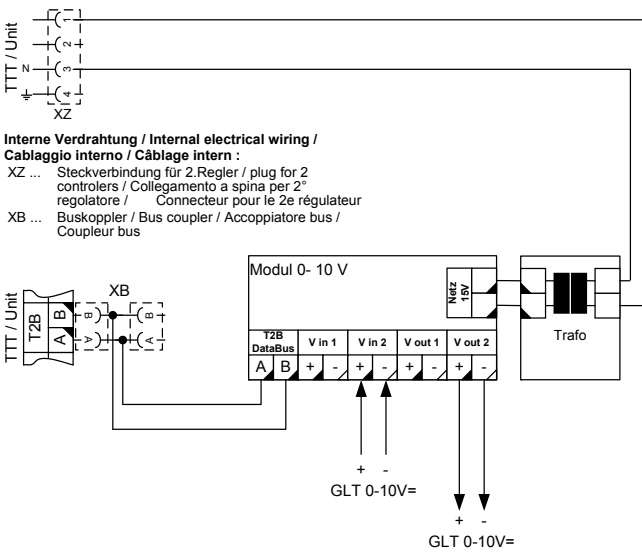 TTT / Unit
1
2
N 3
4
XZ
Interne Verdrahtung / Internal electrical wiring /
Cablaggio interno / Câblage intern :
XZ ... Steckverbindung für 2.Regler / plug for 2
controlers / Collegamento a spina per 2°
regolatore / Connecteur pour le 2e régulateur
XB ... Buskoppler / Bus coupler / Accoppiatore bus /
Coupleur bus
TTT / Unit
T2B
B
A
XB
B
A
B
A
Modul 0- 10 V
Netz
15V
Trafo
T2B
DataBus
V in 1
V in 2
V out 1
V out 2
A B + - + - + - + -
+ -
GLT 0-10V=
+ -
GLT 0-10V=